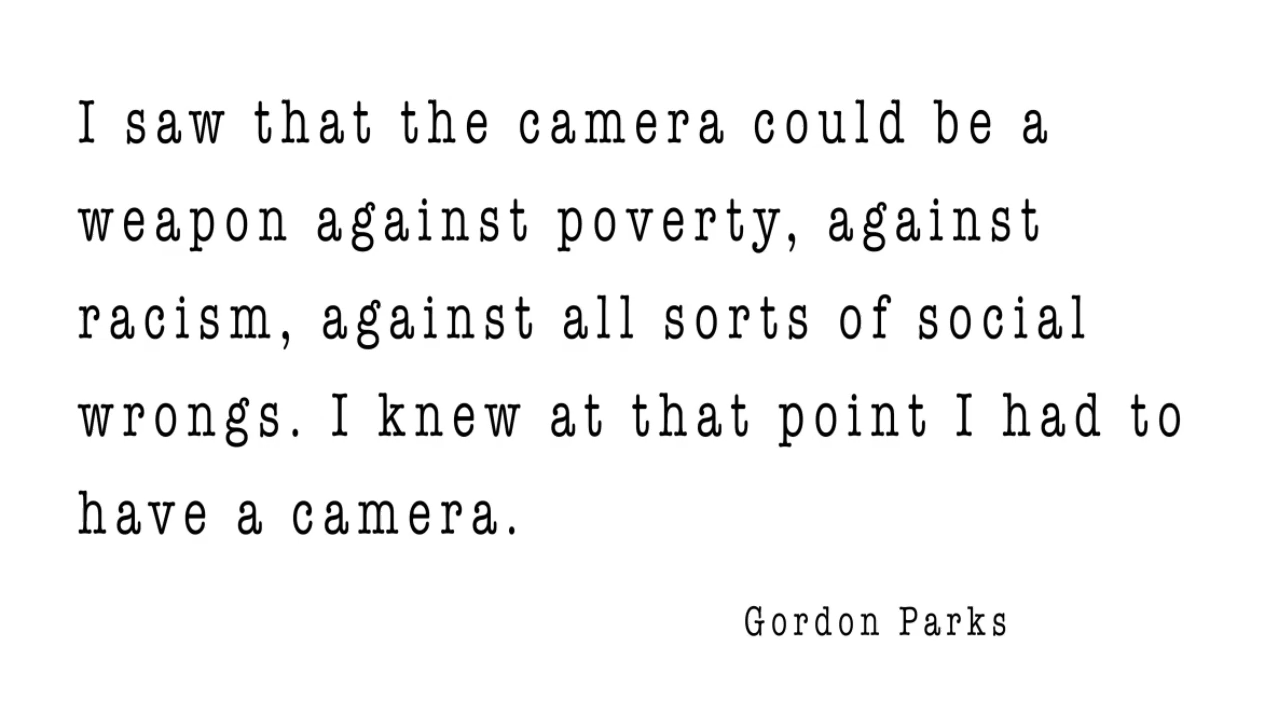 I saw that the camera could be a
weapon against poverty, against
racism, against all sorts of social
wrongs. I knew at that point I had to
have a camera.
Gordon Parks